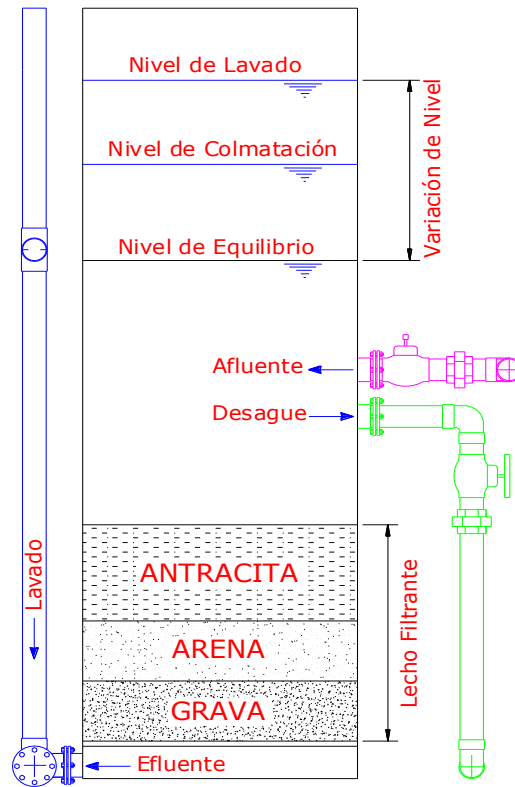 Nivel de Lavado
Nivel de Colmatación
Variación de Nivel
Nivel de Equilibrio
Afluente
Desague
ANTRACITA
Lavado
ARENA
Lecho Filtrante
GRAVA
Efluente